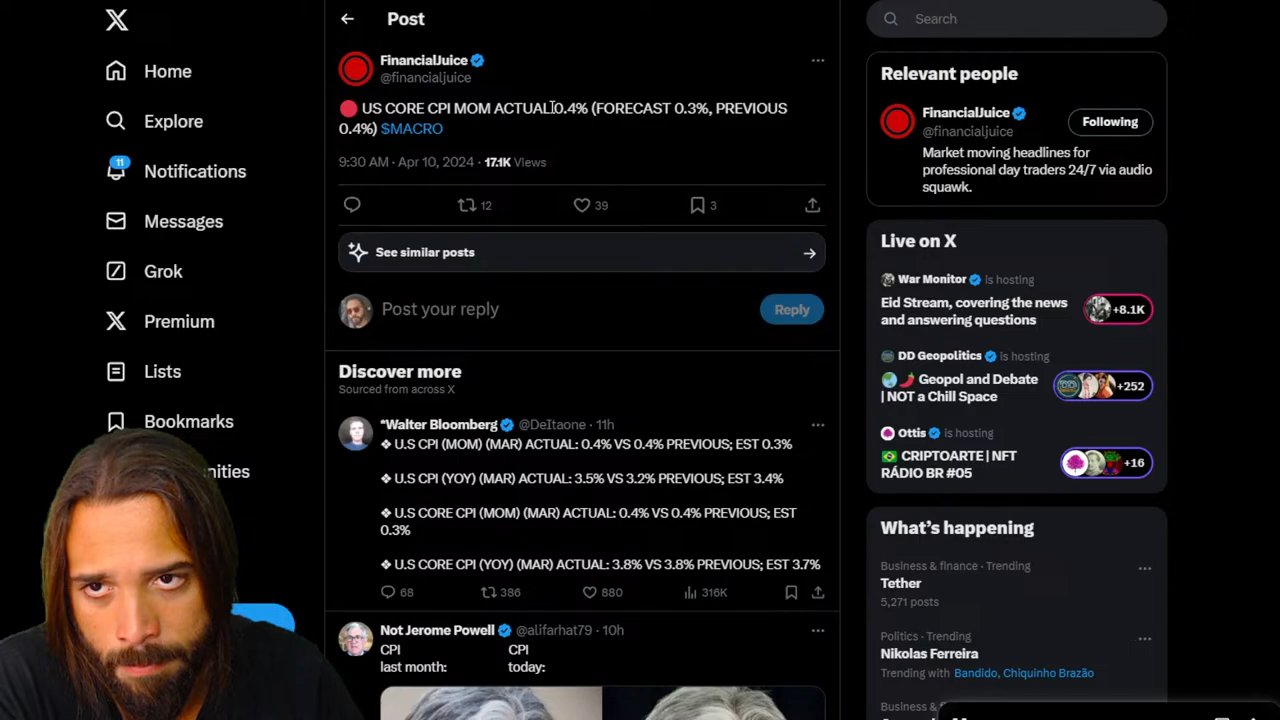 Home
Explore
11
Notifications
Messages
Grok
Premium
Lists
Bookmarks
Post
FinancialJuice
@financialjuice
US CORE CPI MOM ACTUAL 0.4% (FORECAST 0.3%, PREVIOUS
0.4%) $MACRO
9:30 AM · Apr 10, 2024 · 17.1K Views
12
39
3
See similar posts
Post your reply
Reply
Discover more
Sourced from across X
*Walter Bloomberg @DeItaone · 11h
❖ U.S CPI (MOM) (MAR) ACTUAL: 0.4% VS 0.4% PREVIOUS; EST 0.3%
❖ U.S CPI (YOY) (MAR) ACTUAL: 3.5% VS 3.2% PREVIOUS; EST 3.4%
❖ U.S CORE CPI (MOM) (MAR) ACTUAL: 0.4% VS 0.4% PREVIOUS; EST
0.3%
❖ U.S CORE CPI (YOY) (MAR) ACTUAL: 3.8% VS 3.8% PREVIOUS; EST 3.7%
68
386
880
316K
Not Jerome Powell @alifarhat79 · 10h
CPI CPI
last month: today:
Search
Relevant people
FinancialJuice
@financialjuice
Following
Market moving headlines for
professional day traders 24/7 via audio
squawk.
Live on X
War Monitor is hosting
Eid Stream, covering the news
and answering questions
+8.1K
DD Geopolitics is hosting
Geopol and Debate
| NOT a Chill Space
+252
Ottis is hosting
CRIPTOARTE | NFT
RÁDIO BR #05
+16
What's happening
Business & finance · Trending
Tether
5,271 posts
Politics · Trending
Nikolas Ferreira
Trending with Bandido, Chiquinho Brazão